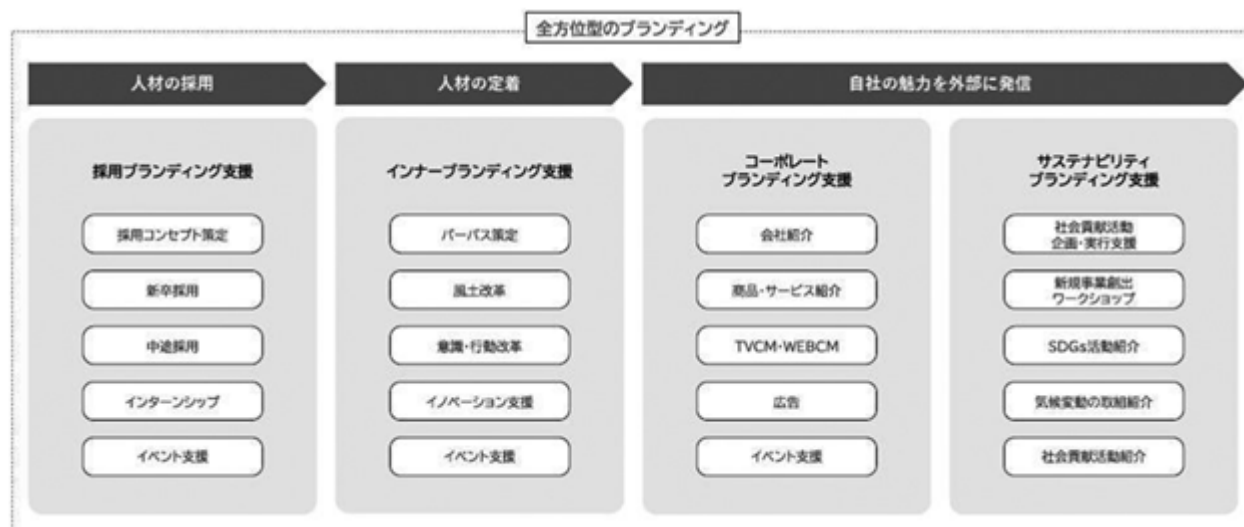 全方位型のブランディング
人材の採用
人材の定着
自社の魅力を外部に発信
採用ブランディング支援
採用コンセプト策定
新卒採用
中途採用
インターンシップ
イベント支援
インナーブランディング支援
パーパス策定
風土改革
意識・行動改革
イノベーション支援
イベント支援
コーポレート
ブランディング支援
会社紹介
商品・サービス紹介
TVCM・WEBCM
広告
イベント支援
サステナビリティ
ブランディング支援
社会貢献活動
企画・実行支援
新規事業創出
ワークショップ
SDGs活動紹介
気候変動の取組紹介
社会貢献活動紹介